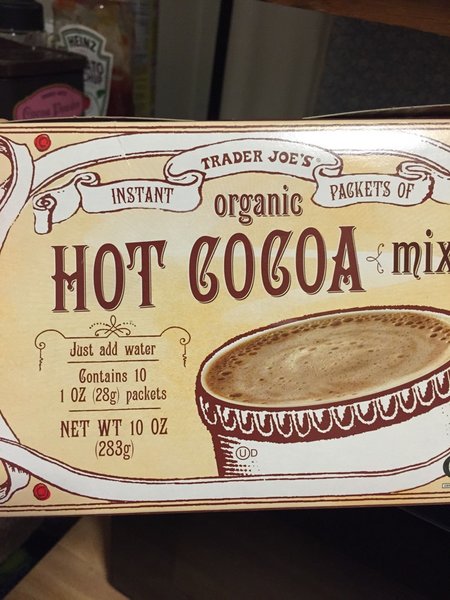 HEINZ
TRADER JOE'S®
INSTANT
PACKETS OF
organic
HOT COCOA mix
Just add water
Contains 10
1 OZ (28g) packets
NET WT 10 OZ
(283g)
U D